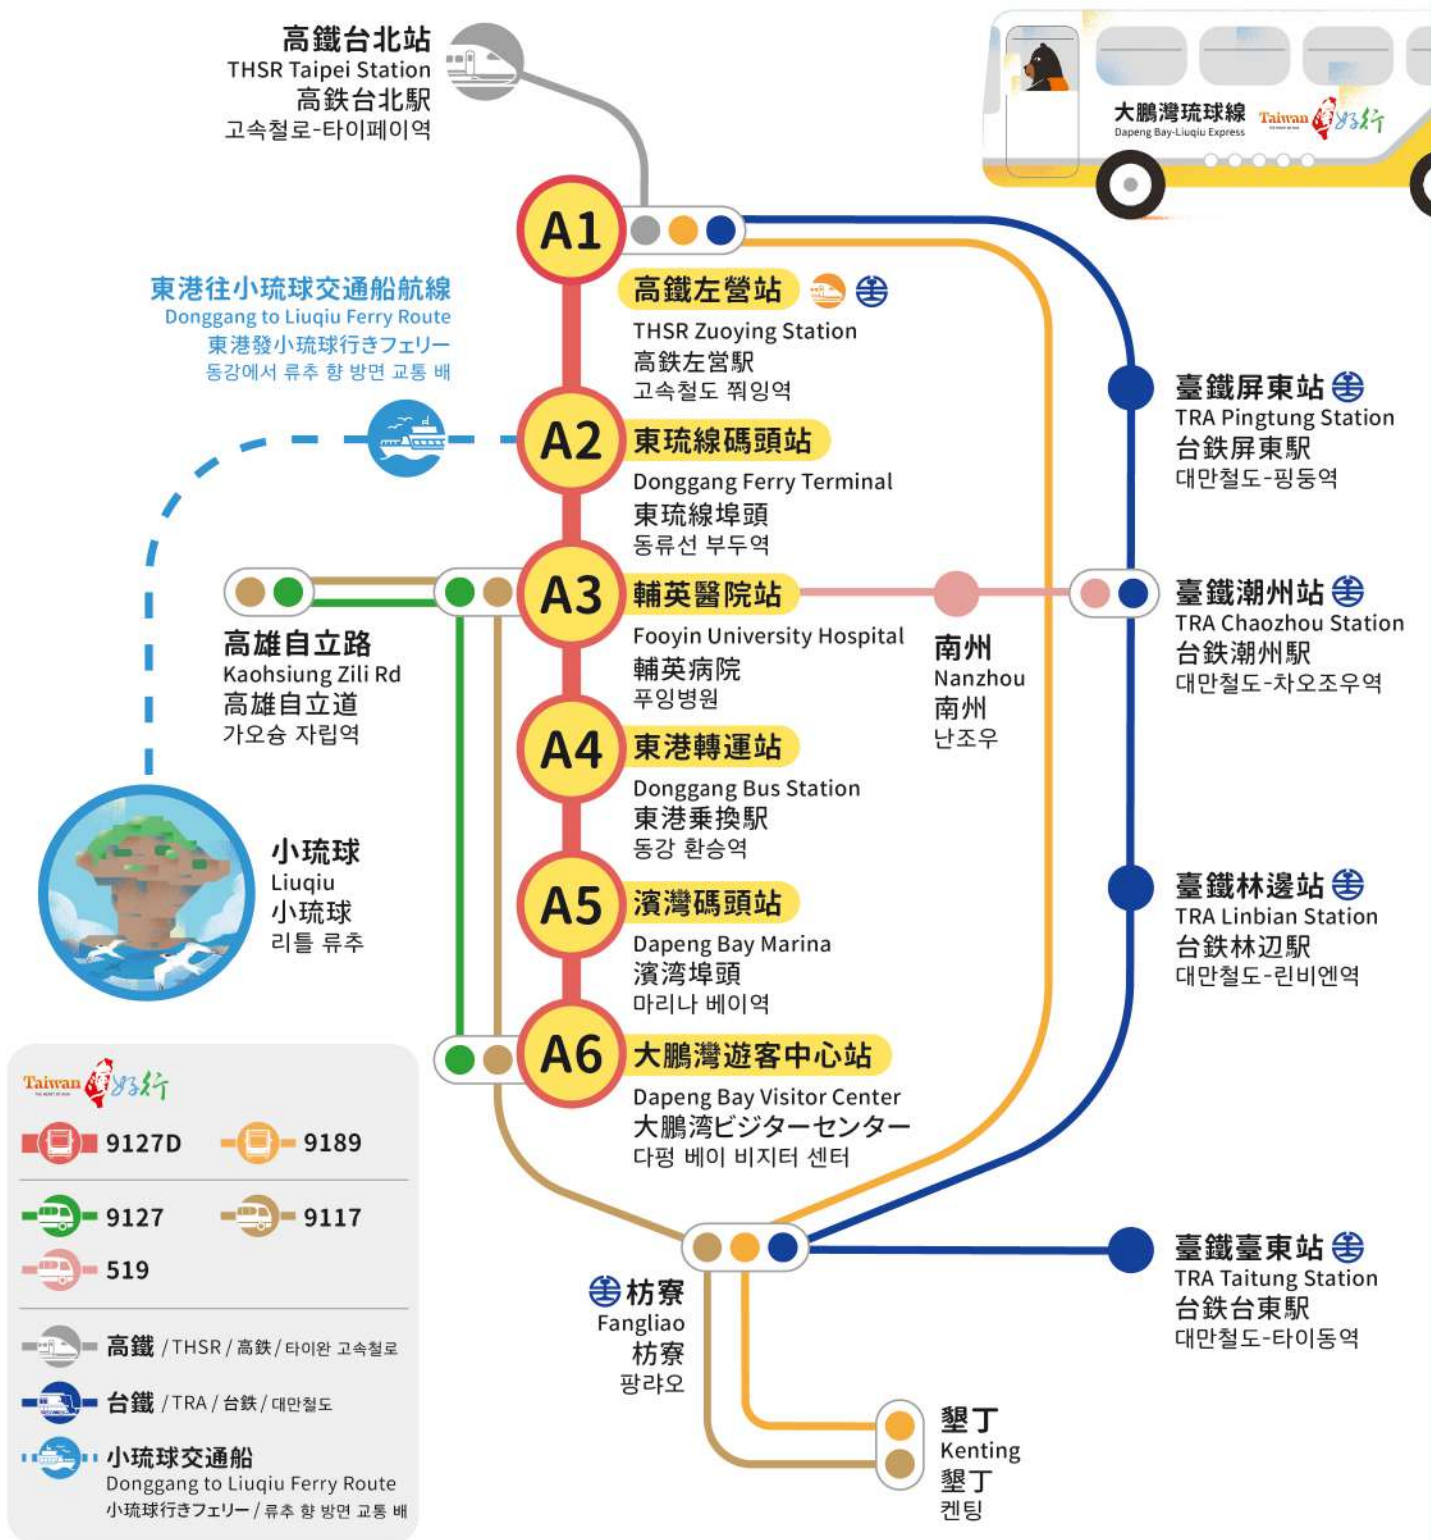 高鐵台北站
THSR Taipei Station
高鉄台北駅
고속철로-타이페이역
大鵬灣琉球線
Dapeng Bay-Liuqiu Express
Taiwan
好行
A1
高鐵左營站
THSR Zuoying Station
高鉄左営駅
고속철도 쭤잉역
東港往小琉球交通船航線
Donggang to Liuqiu Ferry Route
東港發小琉球行きフェリー
동강에서 류추 향 방면 교통 배
A2
東琉線碼頭站
Donggang Ferry Terminal
東琉線埠頭
동류선 부두역
臺鐵屏東站
TRA Pingtung Station
台鉄屏東駅
대만철도-핑둥역
A3
輔英醫院站
Fooyin University Hospital
輔英病院
푸잉병원
高雄自立路
Kaohsiung Zili Rd
高雄自立道
가오슝 자립역
南州
Nanzhou
南州
난조우
臺鐵潮州站
TRA Chaozhou Station
台鉄潮州駅
대만철도-차오조우역
A4
東港轉運站
Donggang Bus Station
東港乗換駅
동강 환승역
小琉球
Liuqiu
小琉球
리틀 류추
A5
濱灣碼頭站
Dapeng Bay Marina
濱湾埠頭
마리나 베이역
臺鐵林邊站
TRA Linbian Station
台鉄林辺駅
대만철도-린비엔역
A6
大鵬灣遊客中心站
Dapeng Bay Visitor Center
大鵬湾ビジターセンター
다펑 베이 비지터 센터
枋寮
Fangliao
枋寮
팡랴오
臺鐵臺東站
TRA Taitung Station
台鉄台東駅
대만철도-타이동역
墾丁
Kenting
墾丁
켄팅
Taiwan
好行
9127D
9189
9127
9117
519
高鐵 / THSR / 高鉄 / 타이완 고속철로
台鐵 / TRA / 台鉄 / 대만철도
小琉球交通船
Donggang to Liuqiu Ferry Route
小琉球行きフェリー / 류추 향 방면 교통 배